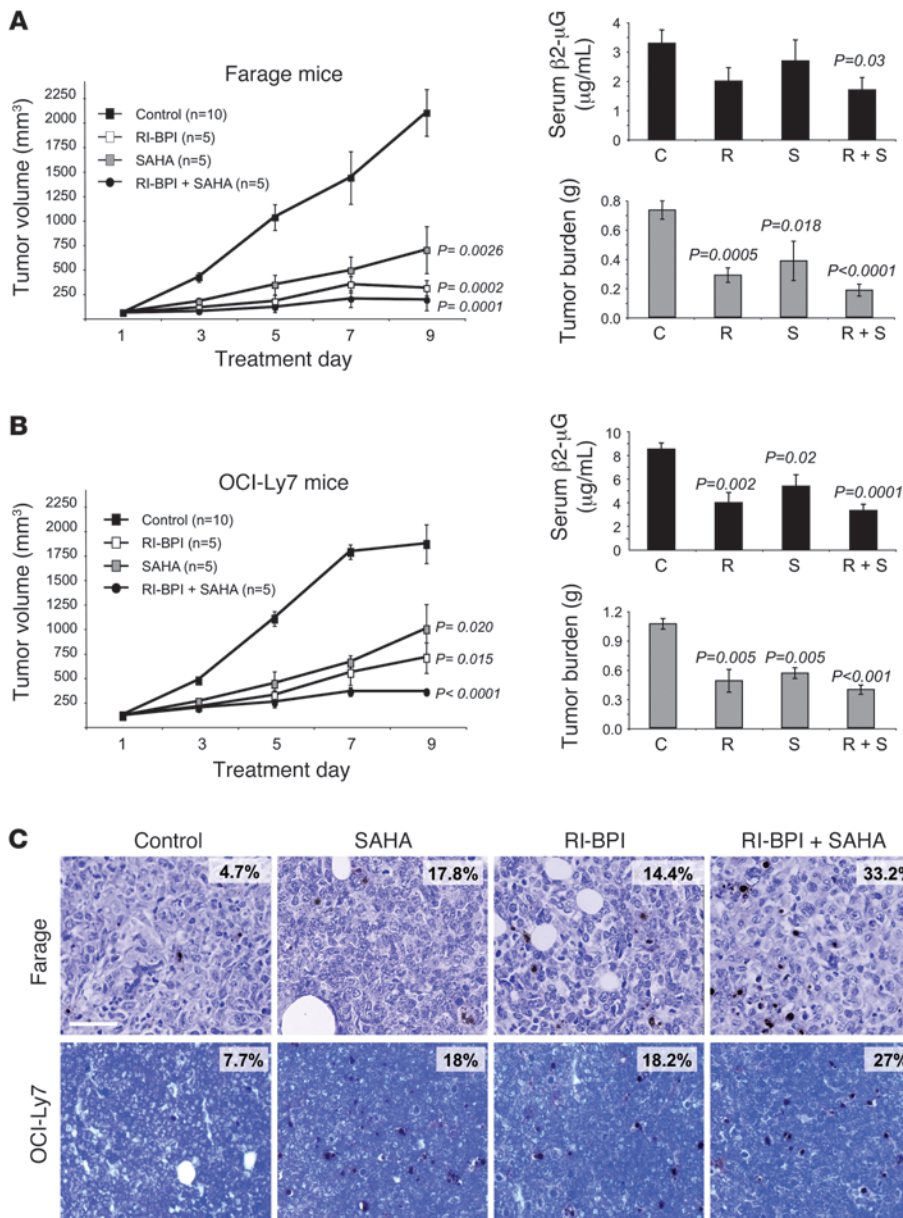 A
Farage mice
Tumor volume (mm³)
2250
2000
1750
1500
1250
1000
750
500
250
Control (n=10)
RI-BPI (n=5)
SAHA (n=5)
RI-BPI + SAHA (n=5)
P= 0.0026
P= 0.0002
P= 0.0001
1 3 5 7 9
Treatment day
Serum β2-µG
(µg/mL)
4
3
2
1
0
P=0.03
C R S R + S
Tumor burden (g)
0.8
0.6
0.4
0.2
0
P=0.0005
P=0.018
P<0.0001
C R S R + S
B
OCI-Ly7 mice
Tumor volume (mm³)
2250
2000
1750
1500
1250
1000
750
500
250
Control (n=10)
RI-BPI (n=5)
SAHA (n=5)
RI-BPI + SAHA (n=5)
P= 0.020
P= 0.015
P< 0.0001
1 3 5 7 9
Treatment day
Serum β2-µG
(µg/mL)
10
8
6
4
2
0
P=0.002
P=0.02
P=0.0001
C R S R + S
Tumor burden (g)
1.2
0.9
0.6
0.3
0.0
P=0.005
P=0.005
P<0.001
C R S R + S
C
Control SAHA RI-BPI RI-BPI + SAHA
Farage
4.7% 17.8% 14.4% 33.2%
OCI-Ly7
7.7% 18% 18.2% 27%